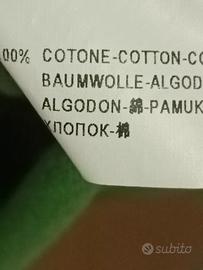 00% COTONE-COTTON-CO
BAUMWOLLE-ALGOD
ALGODON-綿-PAMUK
ХЛОПОК-棉
subito